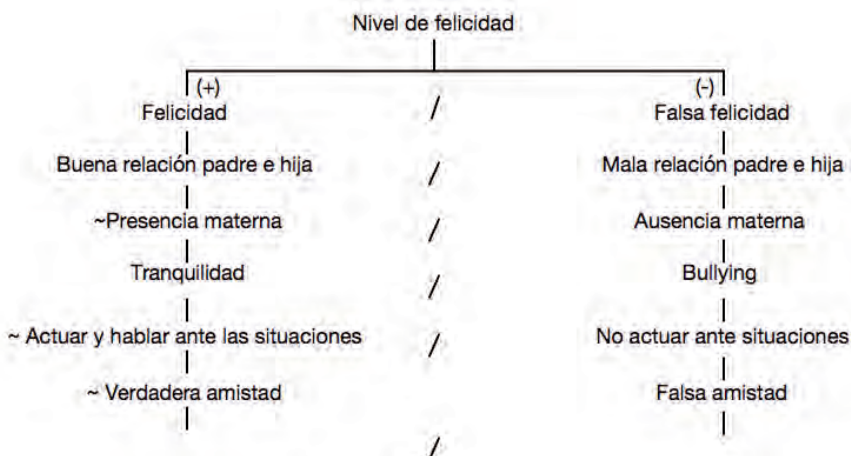 Nivel de felicidad
(+) (-)
Felicidad / Falsa felicidad
Buena relación padre e hija / Mala relación padre e hija
~Presencia materna / Ausencia materna
Tranquilidad / Bullying
~ Actuar y hablar ante las situaciones / No actuar ante situaciones
~ Verdadera amistad Falsa amistad
/